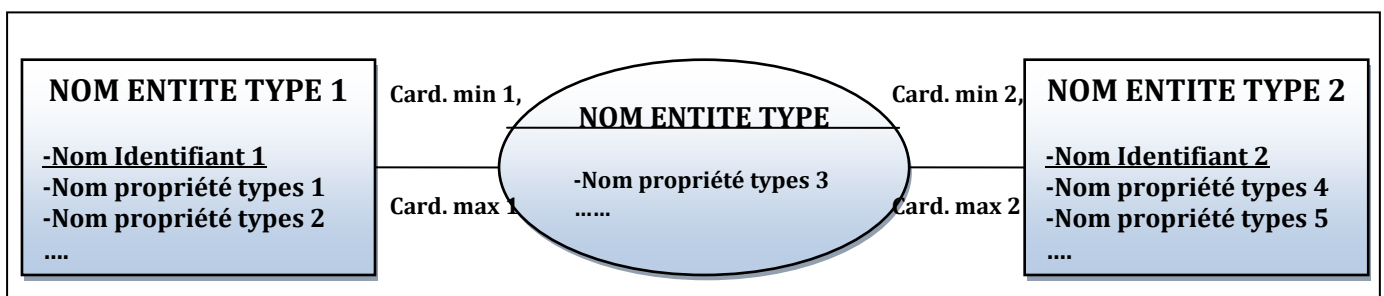 NOM ENTITE TYPE 1
-Nom Identifiant 1
-Nom propriété types 1
-Nom propriété types 2
....
Card. min 1,
Card. max 1
NOM ENTITE TYPE
-Nom propriété types 3
......
Card. min 2,
Card. max 2
NOM ENTITE TYPE 2
-Nom Identifiant 2
-Nom propriété types 4
-Nom propriété types 5
....